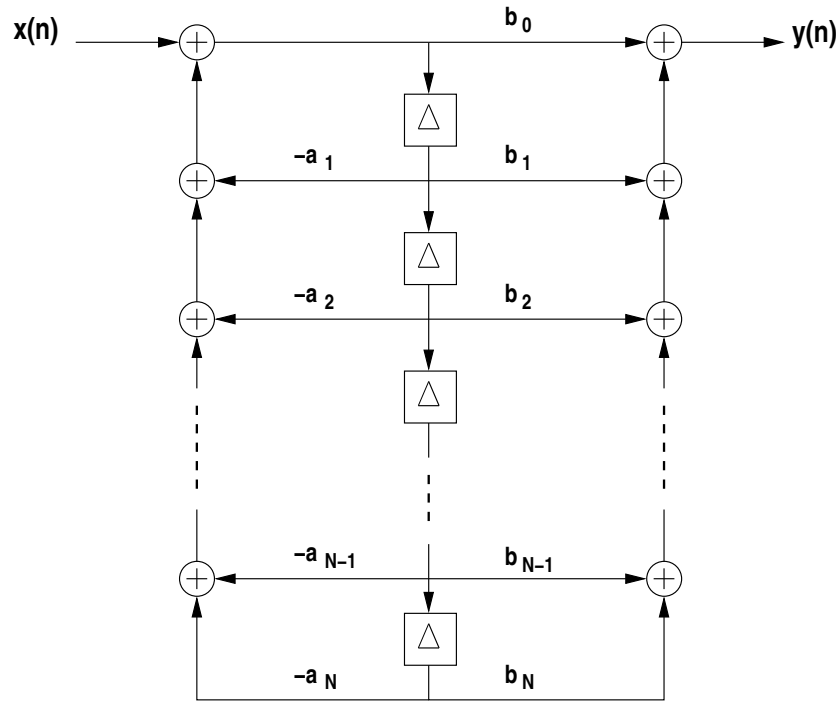 x(n) b 0 y(n)
Δ
–a 1 b 1
Δ
–a 2 b 2
Δ
–a N–1 b N–1
Δ
–a N b N